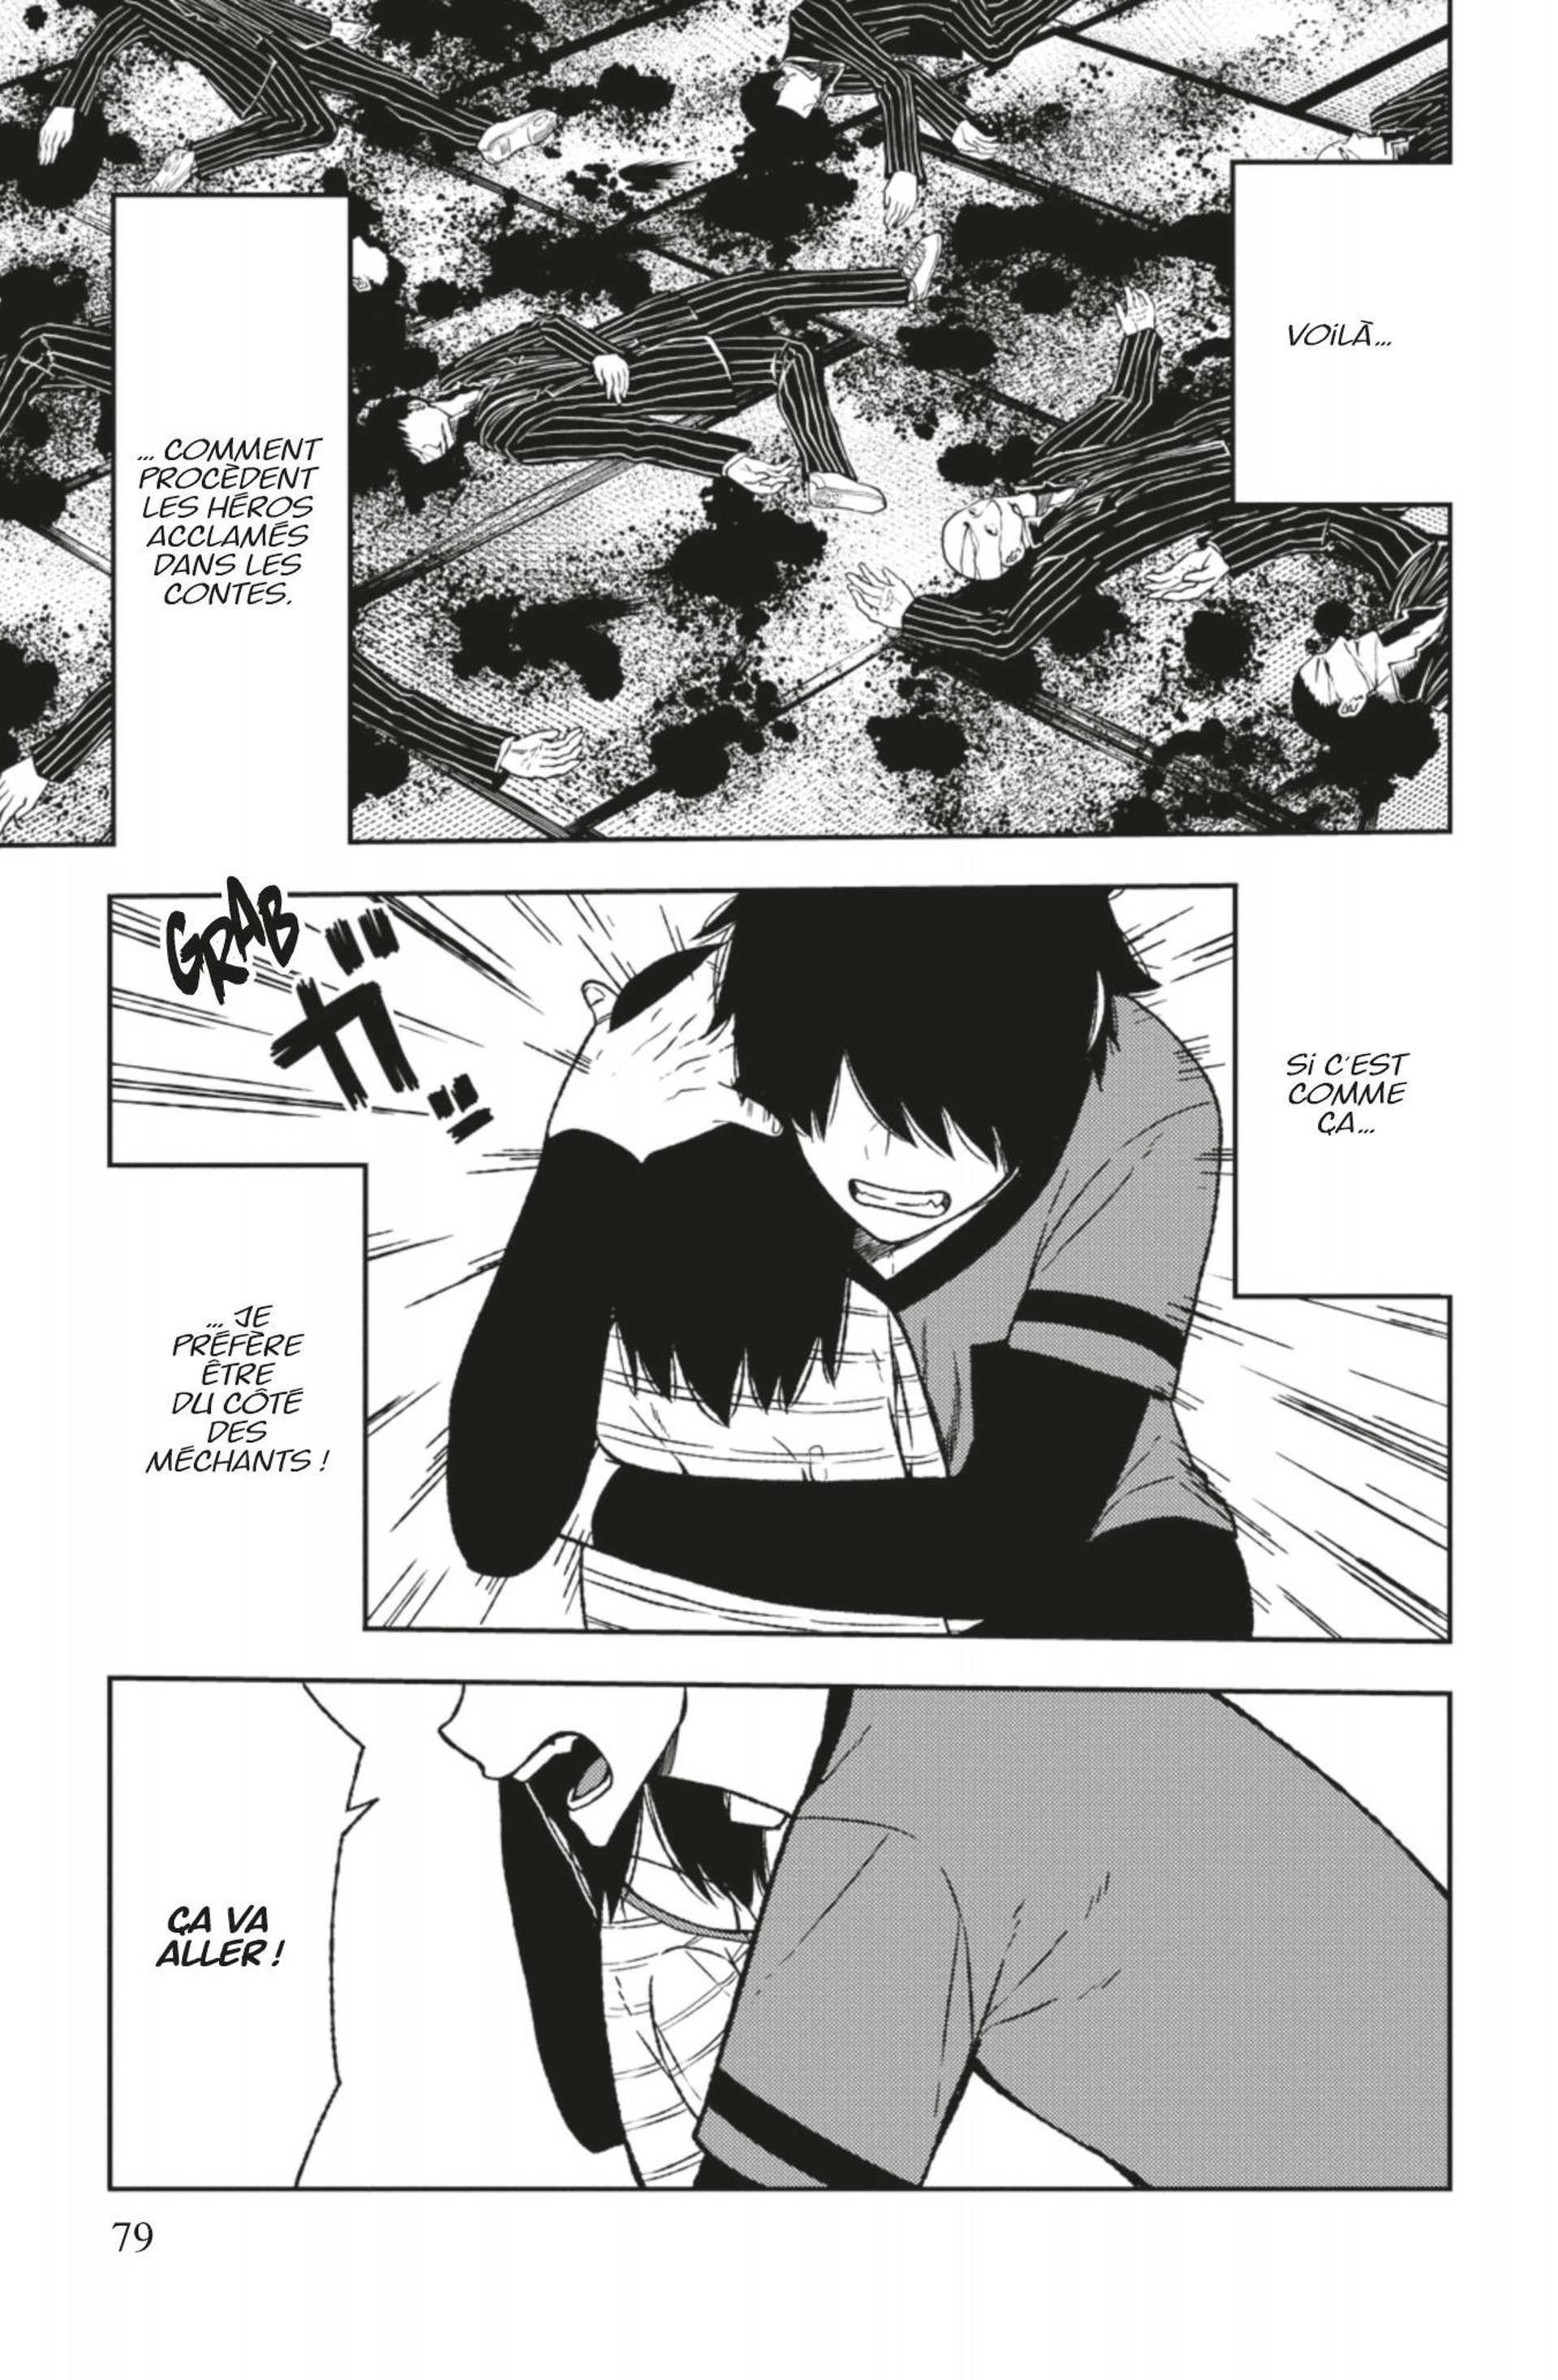 VOILÀ...
... COMMENT
PROCÈDENT
LES HÉROS
ACCLAMÉS
DANS LES
CONTES.
SI C'EST
COMME
ÇA...
GRAB
ガバッ
... JE
PRÉFÈRE
ÊTRE
DU CÔTÉ
DES
MÉCHANTS !
ÇA VA
ALLER !
79